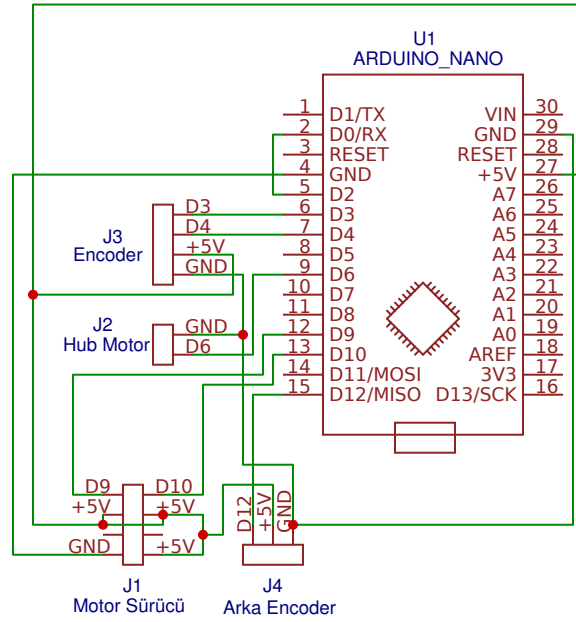 U1
ARDUINO_NANO
1 D1/TX VIN 30
2 D0/RX GND 29
3 RESET RESET 28
4 GND +5V 27
5 D2 A7 26
6 D3 A6 25
7 D4 A5 24
8 D5 A4 23
9 D6 A3 22
10 D7 A2 21
11 D8 A1 20
12 D9 A0 19
13 D10 AREF 18
14 D11/MOSI 3V3 17
15 D12/MISO D13/SCK 16
J3
Encoder
D3
D4
+5V
GND
J2
Hub Motor
GND
D6
D9 D10
+5V +5V
GND +5V
J1
Motor Sürücü
D12
+5V
GND
J4
Arka Encoder